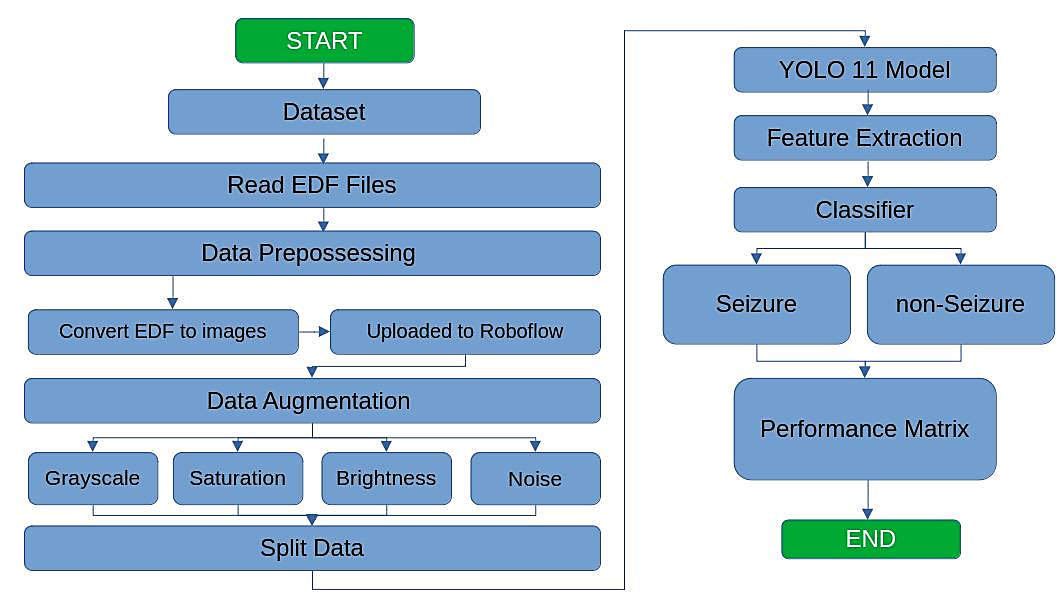 START
Dataset
Read EDF Files
Data Prepossessing
Convert EDF to images
Uploaded to Roboflow
Data Augmentation
Grayscale
Saturation
Brightness
Noise
Split Data
YOLO 11 Model
Feature Extraction
Classifier
Seizure
non-Seizure
Performance Matrix
END